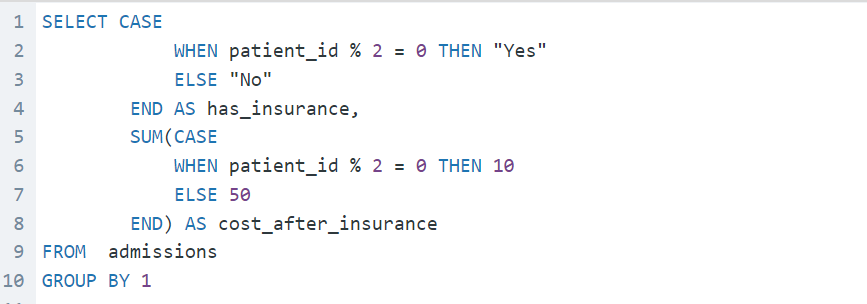 1 SELECT CASE
2 WHEN patient_id % 2 = 0 THEN "Yes"
3 ELSE "No"
4 END AS has_insurance,
5 SUM(CASE
6 WHEN patient_id % 2 = 0 THEN 10
7 ELSE 50
8 END) AS cost_after_insurance
9 FROM admissions
10 GROUP BY 1